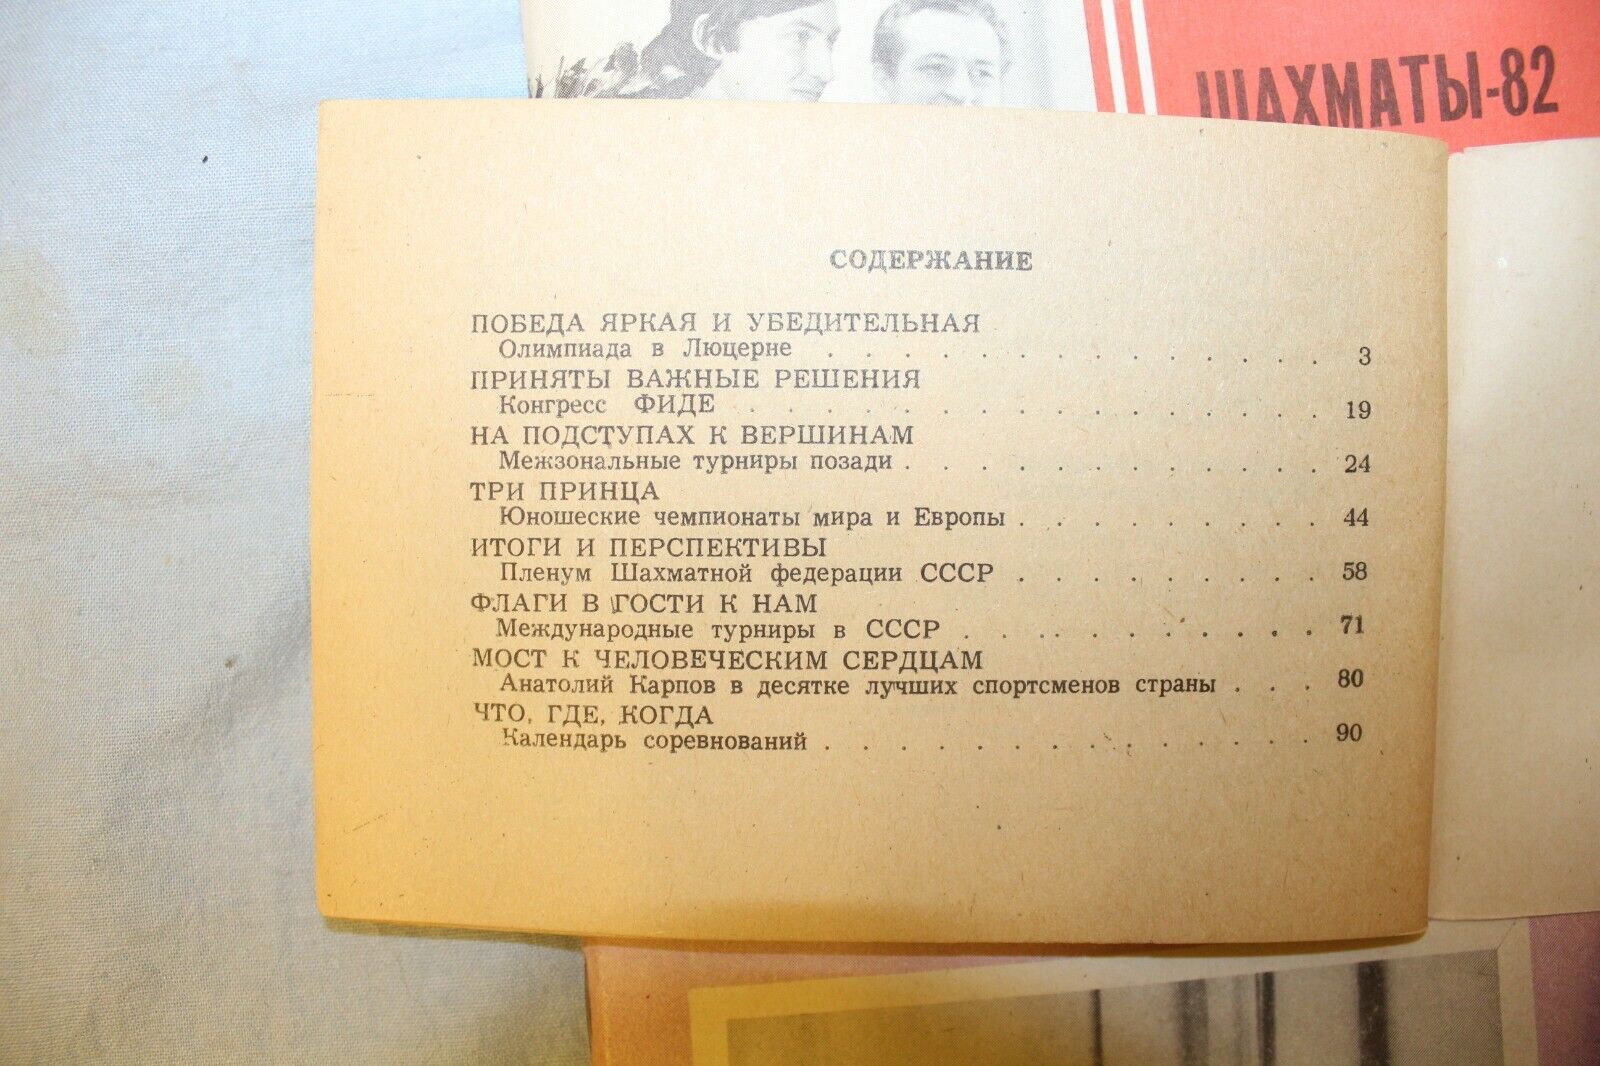 ШАХМАТЫ-82
СОДЕРЖАНИЕ
ПОБЕДА ЯРКАЯ И УБЕДИТЕЛЬНАЯ
Олимпиада в Люцерне . . . . . . . . . . . . . . 3
ПРИНЯТЫ ВАЖНЫЕ РЕШЕНИЯ
Конгресс ФИДЕ . . . . . . . . . . . . . . . . 19
НА ПОДСТУПАХ К ВЕРШИНАМ
Межзональные турниры позади . . . . . . . . . . . . 24
ТРИ ПРИНЦА
Юношеские чемпионаты мира и Европы . . . . . . . . . 44
ИТОГИ И ПЕРСПЕКТИВЫ
Пленум Шахматной федерации СССР . . . . . . . . . 58
ФЛАГИ В ГОСТИ К НАМ
Международные турниры в СССР . . . . . . . . . . 71
МОСТ К ЧЕЛОВЕЧЕСКИМ СЕРДЦАМ
Анатолий Карпов в десятке лучших спортсменов страны . . . 80
ЧТО, ГДЕ, КОГДА
Календарь соревнований . . . . . . . . . . . . . . 90